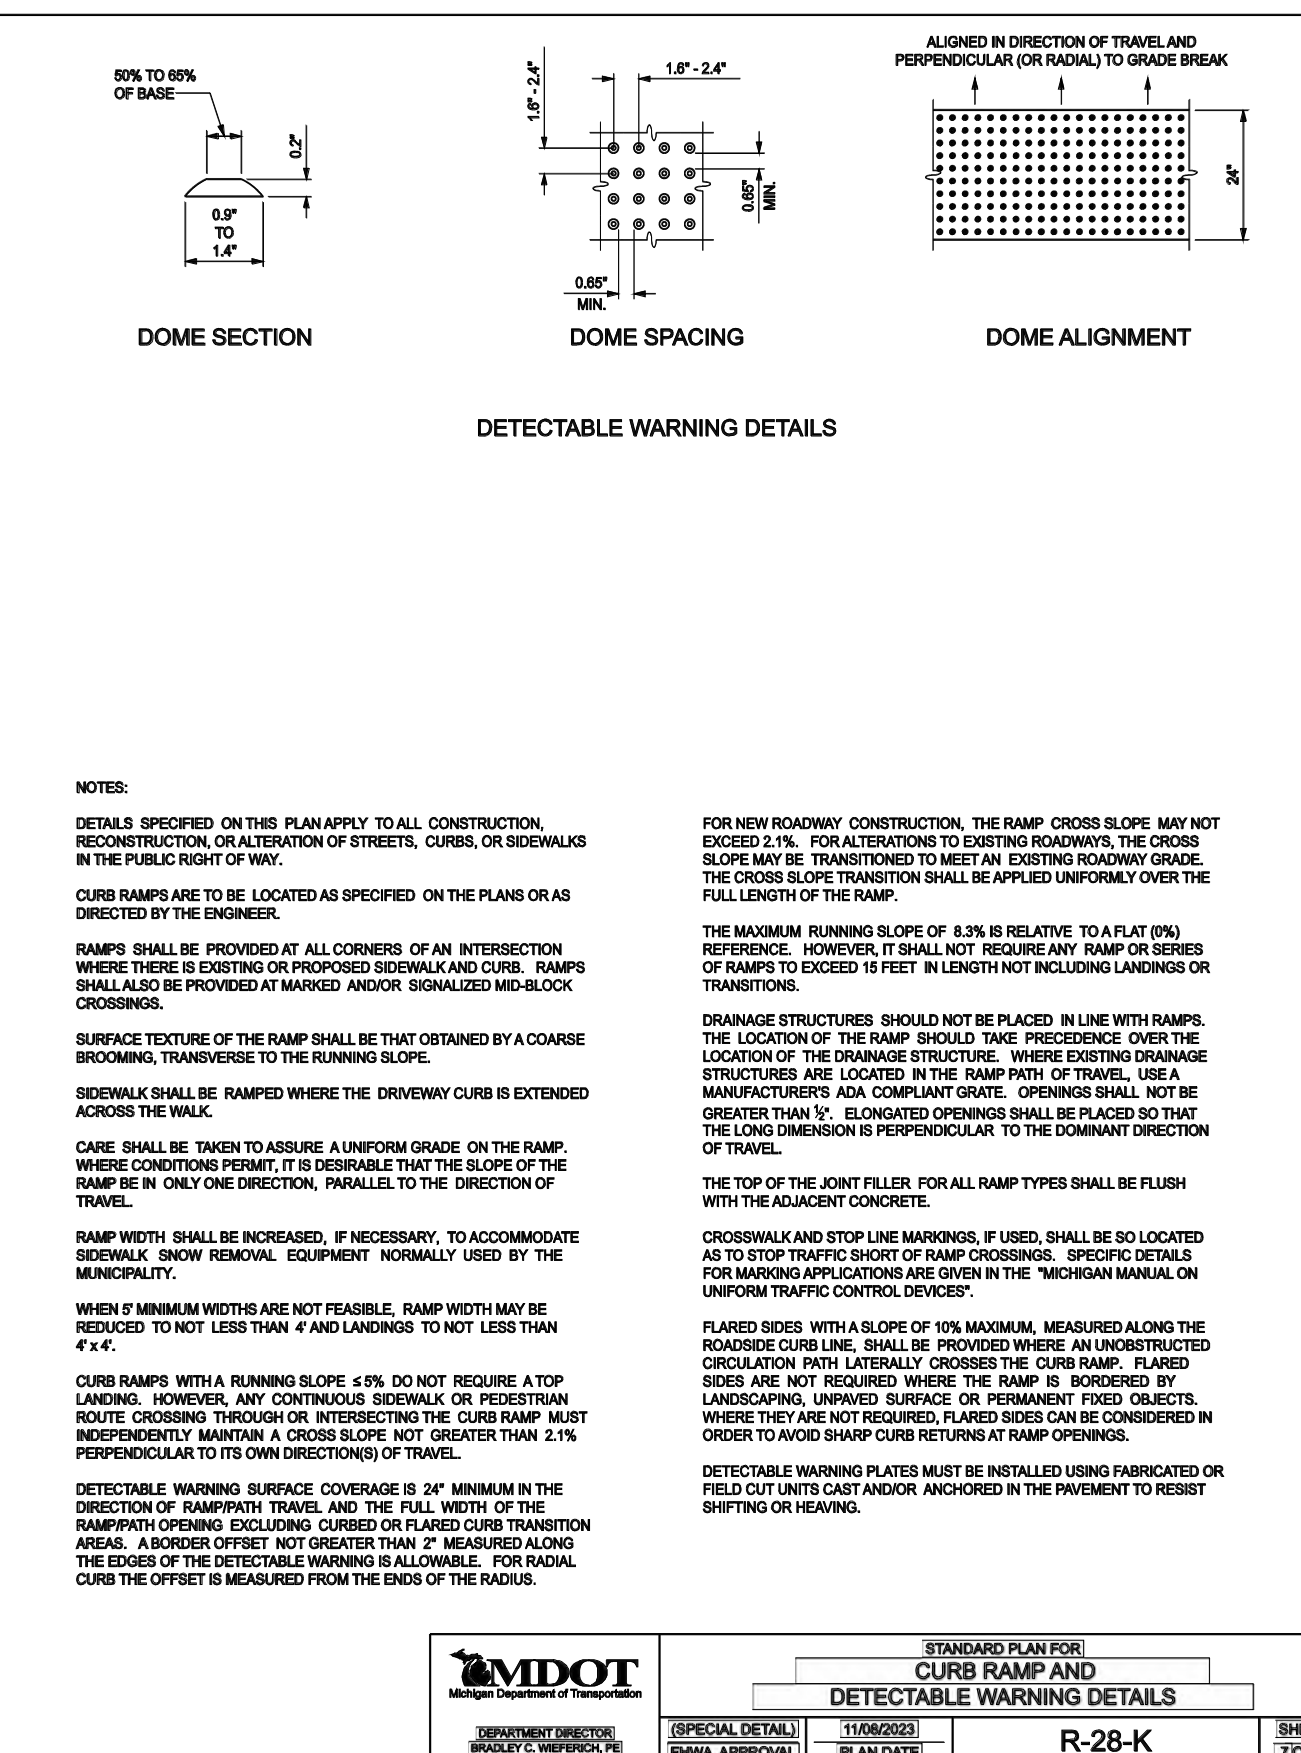 50% TO 65%
OF BASE
0.2"
0.9"
TO
1.4"
DOME SECTION
1.6" - 2.4"
1.6" - 2.4"
0.65"
MIN.
0.65"
MIN.
DOME SPACING
ALIGNED IN DIRECTION OF TRAVEL AND
PERPENDICULAR (OR RADIAL) TO GRADE BREAK
24"
DOME ALIGNMENT
DETECTABLE WARNING DETAILS
NOTES:
DETAILS SPECIFIED ON THIS PLAN APPLY TO ALL CONSTRUCTION,
RECONSTRUCTION, OR ALTERATION OF STREETS, CURBS, OR SIDEWALKS
IN THE PUBLIC RIGHT OF WAY.
CURB RAMPS ARE TO BE LOCATED AS SPECIFIED ON THE PLANS OR AS
DIRECTED BY THE ENGINEER.
RAMPS SHALL BE PROVIDED AT ALL CORNERS OF AN INTERSECTION
WHERE THERE IS EXISTING OR PROPOSED SIDEWALK AND CURB. RAMPS
SHALL ALSO BE PROVIDED AT MARKED AND/OR SIGNALIZED MID-BLOCK
CROSSINGS.
SURFACE TEXTURE OF THE RAMP SHALL BE THAT OBTAINED BY A COARSE
BROOMING, TRANSVERSE TO THE RUNNING SLOPE.
SIDEWALK SHALL BE RAMPED WHERE THE DRIVEWAY CURB IS EXTENDED
ACROSS THE WALK.
CARE SHALL BE TAKEN TO ASSURE A UNIFORM GRADE ON THE RAMP.
WHERE CONDITIONS PERMIT, IT IS DESIRABLE THAT THE SLOPE OF THE
RAMP BE IN ONLY ONE DIRECTION, PARALLEL TO THE DIRECTION OF
TRAVEL.
RAMP WIDTH SHALL BE INCREASED, IF NECESSARY, TO ACCOMMODATE
SIDEWALK SNOW REMOVAL EQUIPMENT NORMALLY USED BY THE
MUNICIPALITY.
WHEN 5' MINIMUM WIDTHS ARE NOT FEASIBLE, RAMP WIDTH MAY BE
REDUCED TO NOT LESS THAN 4' AND LANDINGS TO NOT LESS THAN
4' x 4'.
CURB RAMPS WITH A RUNNING SLOPE ≤ 5% DO NOT REQUIRE A TOP
LANDING. HOWEVER, ANY CONTINUOUS SIDEWALK OR PEDESTRIAN
ROUTE CROSSING THROUGH OR INTERSECTING THE CURB RAMP MUST
INDEPENDENTLY MAINTAIN A CROSS SLOPE NOT GREATER THAN 2.1%
PERPENDICULAR TO ITS OWN DIRECTION(S) OF TRAVEL.
DETECTABLE WARNING SURFACE COVERAGE IS 24" MINIMUM IN THE
DIRECTION OF RAMP/PATH TRAVEL AND THE FULL WIDTH OF THE
RAMP/PATH OPENING EXCLUDING CURBED OR FLARED CURB TRANSITION
AREAS. A BORDER OFFSET NOT GREATER THAN 2" MEASURED ALONG
THE EDGES OF THE DETECTABLE WARNING IS ALLOWABLE. FOR RADIAL
CURB THE OFFSET IS MEASURED FROM THE ENDS OF THE RADIUS.
FOR NEW ROADWAY CONSTRUCTION, THE RAMP CROSS SLOPE MAY NOT
EXCEED 2.1%. FOR ALTERATIONS TO EXISTING ROADWAYS, THE CROSS
SLOPE MAY BE TRANSITIONED TO MEET AN EXISTING ROADWAY GRADE.
THE CROSS SLOPE TRANSITION SHALL BE APPLIED UNIFORMLY OVER THE
FULL LENGTH OF THE RAMP.
THE MAXIMUM RUNNING SLOPE OF 8.3% IS RELATIVE TO A FLAT (0%)
REFERENCE. HOWEVER, IT SHALL NOT REQUIRE ANY RAMP OR SERIES
OF RAMPS TO EXCEED 15 FEET IN LENGTH NOT INCLUDING LANDINGS OR
TRANSITIONS.
DRAINAGE STRUCTURES SHOULD NOT BE PLACED IN LINE WITH RAMPS.
THE LOCATION OF THE RAMP SHOULD TAKE PRECEDENCE OVER THE
LOCATION OF THE DRAINAGE STRUCTURE. WHERE EXISTING DRAINAGE
STRUCTURES ARE LOCATED IN THE RAMP PATH OF TRAVEL, USE A
MANUFACTURER'S ADA COMPLIANT GRATE. OPENINGS SHALL NOT BE
GREATER THAN ½". ELONGATED OPENINGS SHALL BE PLACED SO THAT
THE LONG DIMENSION IS PERPENDICULAR TO THE DOMINANT DIRECTION
OF TRAVEL.
THE TOP OF THE JOINT FILLER FOR ALL RAMP TYPES SHALL BE FLUSH
WITH THE ADJACENT CONCRETE.
CROSSWALK AND STOP LINE MARKINGS, IF USED, SHALL BE SO LOCATED
AS TO STOP TRAFFIC SHORT OF RAMP CROSSINGS. SPECIFIC DETAILS
FOR MARKING APPLICATIONS ARE GIVEN IN THE "MICHIGAN MANUAL ON
UNIFORM TRAFFIC CONTROL DEVICES".
FLARED SIDES WITH A SLOPE OF 10% MAXIMUM, MEASURED ALONG THE
ROADSIDE CURB LINE, SHALL BE PROVIDED WHERE AN UNOBSTRUCTED
CIRCULATION PATH LATERALLY CROSSES THE CURB RAMP. FLARED
SIDES ARE NOT REQUIRED WHERE THE RAMP IS BORDERED BY
LANDSCAPING, UNPAVED SURFACE OR PERMANENT FIXED OBJECTS.
WHERE THEY ARE NOT REQUIRED, FLARED SIDES CAN BE CONSIDERED IN
ORDER TO AVOID SHARP CURB RETURNS AT RAMP OPENINGS.
DETECTABLE WARNING PLATES MUST BE INSTALLED USING FABRICATED OR
FIELD CUT UNITS CAST AND/OR ANCHORED IN THE PAVEMENT TO RESIST
SHIFTING OR HEAVING.
MDOT
Michigan Department of Transportation
DEPARTMENT DIRECTOR
BRADLEY C. WIEFERICH, PE
STANDARD PLAN FOR
CURB RAMP AND
DETECTABLE WARNING DETAILS
(SPECIAL DETAIL)
FHWA APPROVAL
11/08/2023
PLAN DATE
R-28-K